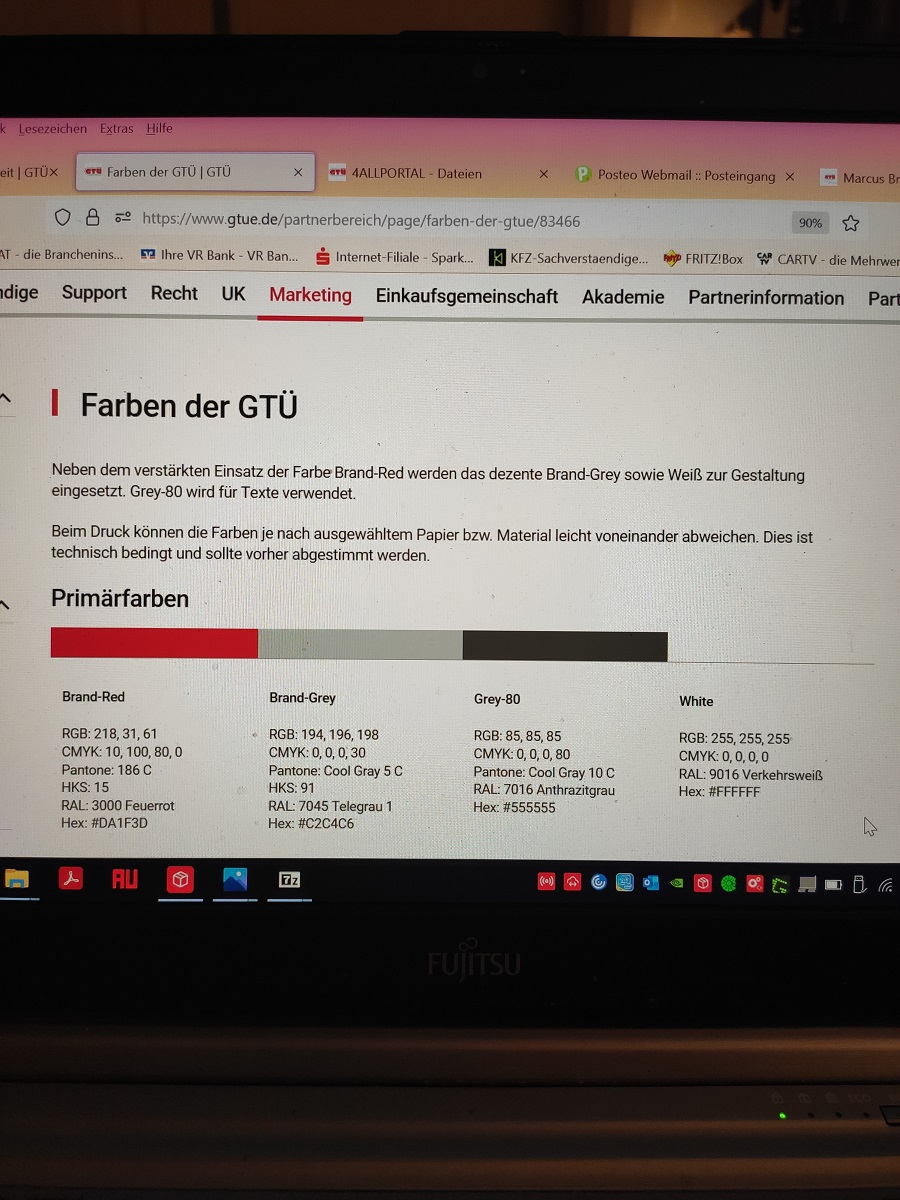 k Lesezeichen Extras Hilfe
eit | GTÜ × GTÜ Farben der GTÜ | GTÜ × GTÜ 4ALLPORTAL - Dateien × P Posteo Webmail :: Posteingang × GTÜ Marcus Br
https://www.gtue.de/partnerbereich/page/farben-der-gtue/83466 90%
AT - die Branchenins... Ihre VR Bank - VR Ban... Internet-Filiale - Spark... KFZ-Sachverstaendige... FRITZ!Box CAR TV CARTV - die Mehrwer
ndige Support Recht UK Marketing Einkaufsgemeinschaft Akademie Partnerinformation Part
Farben der GTÜ
Neben dem verstärkten Einsatz der Farbe Brand-Red werden das dezente Brand-Grey sowie Weiß zur Gestaltung
eingesetzt. Grey-80 wird für Texte verwendet.
Beim Druck können die Farben je nach ausgewähltem Papier bzw. Material leicht voneinander abweichen. Dies ist
technisch bedingt und sollte vorher abgestimmt werden.
Primärfarben
Brand-Red
RGB: 218, 31, 61
CMYK: 10, 100, 80, 0
Pantone: 186 C
HKS: 15
RAL: 3000 Feuerrot
Hex: #DA1F3D
Brand-Grey
RGB: 194, 196, 198
CMYK: 0, 0, 0, 30
Pantone: Cool Gray 5 C
HKS: 91
RAL: 7045 Telegrau 1
Hex: #C2C4C6
Grey-80
RGB: 85, 85, 85
CMYK: 0, 0, 0, 80
Pantone: Cool Gray 10 C
RAL: 7016 Anthrazitgrau
Hex: #555555
White
RGB: 255, 255, 255
CMYK: 0, 0, 0, 0
RAL: 9016 Verkehrsweiß
Hex: #FFFFFF
AU 7z
FUJITSU